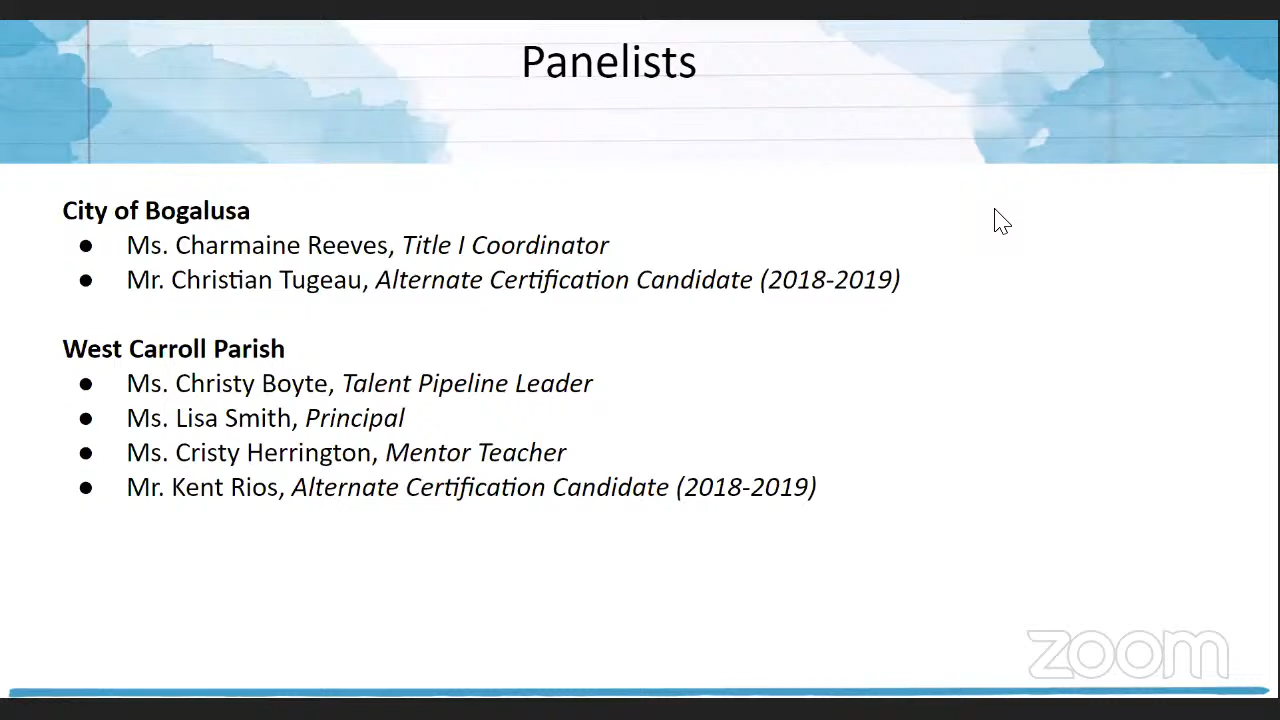 Panelists
City of Bogalusa
● Ms. Charmaine Reeves, Title I Coordinator
● Mr. Christian Tugeau, Alternate Certification Candidate (2018-2019)
West Carroll Parish
● Ms. Christy Boyte, Talent Pipeline Leader
● Ms. Lisa Smith, Principal
● Ms. Cristy Herrington, Mentor Teacher
● Mr. Kent Rios, Alternate Certification Candidate (2018-2019)
zoom